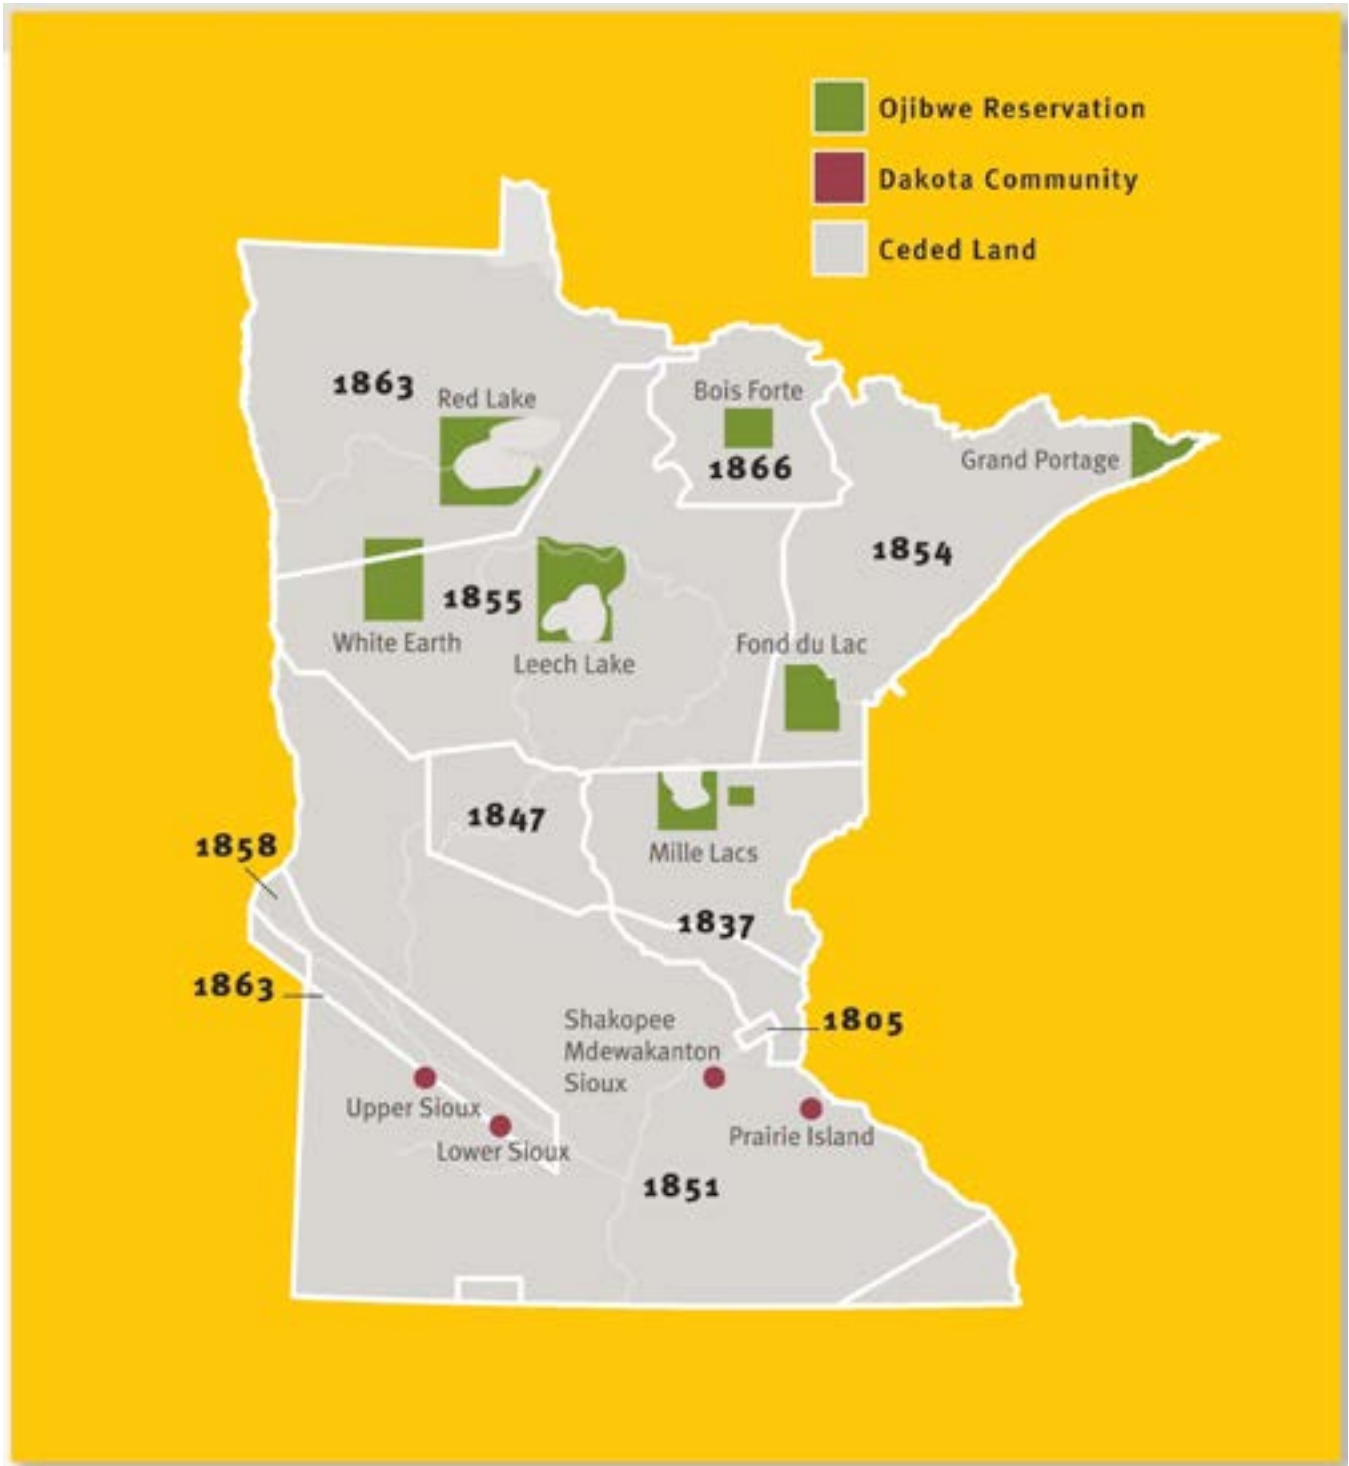 Ojibwe Reservation
Dakota Community
Ceded Land
1863
Red Lake
Bois Forte
1866
Grand Portage
1854
1855
White Earth
Leech Lake
Fond du Lac
1847
Mille Lacs
1858
1837
1863
1805
Shakopee
Mdewakanton
Sioux
Upper Sioux
Lower Sioux
Prairie Island
1851